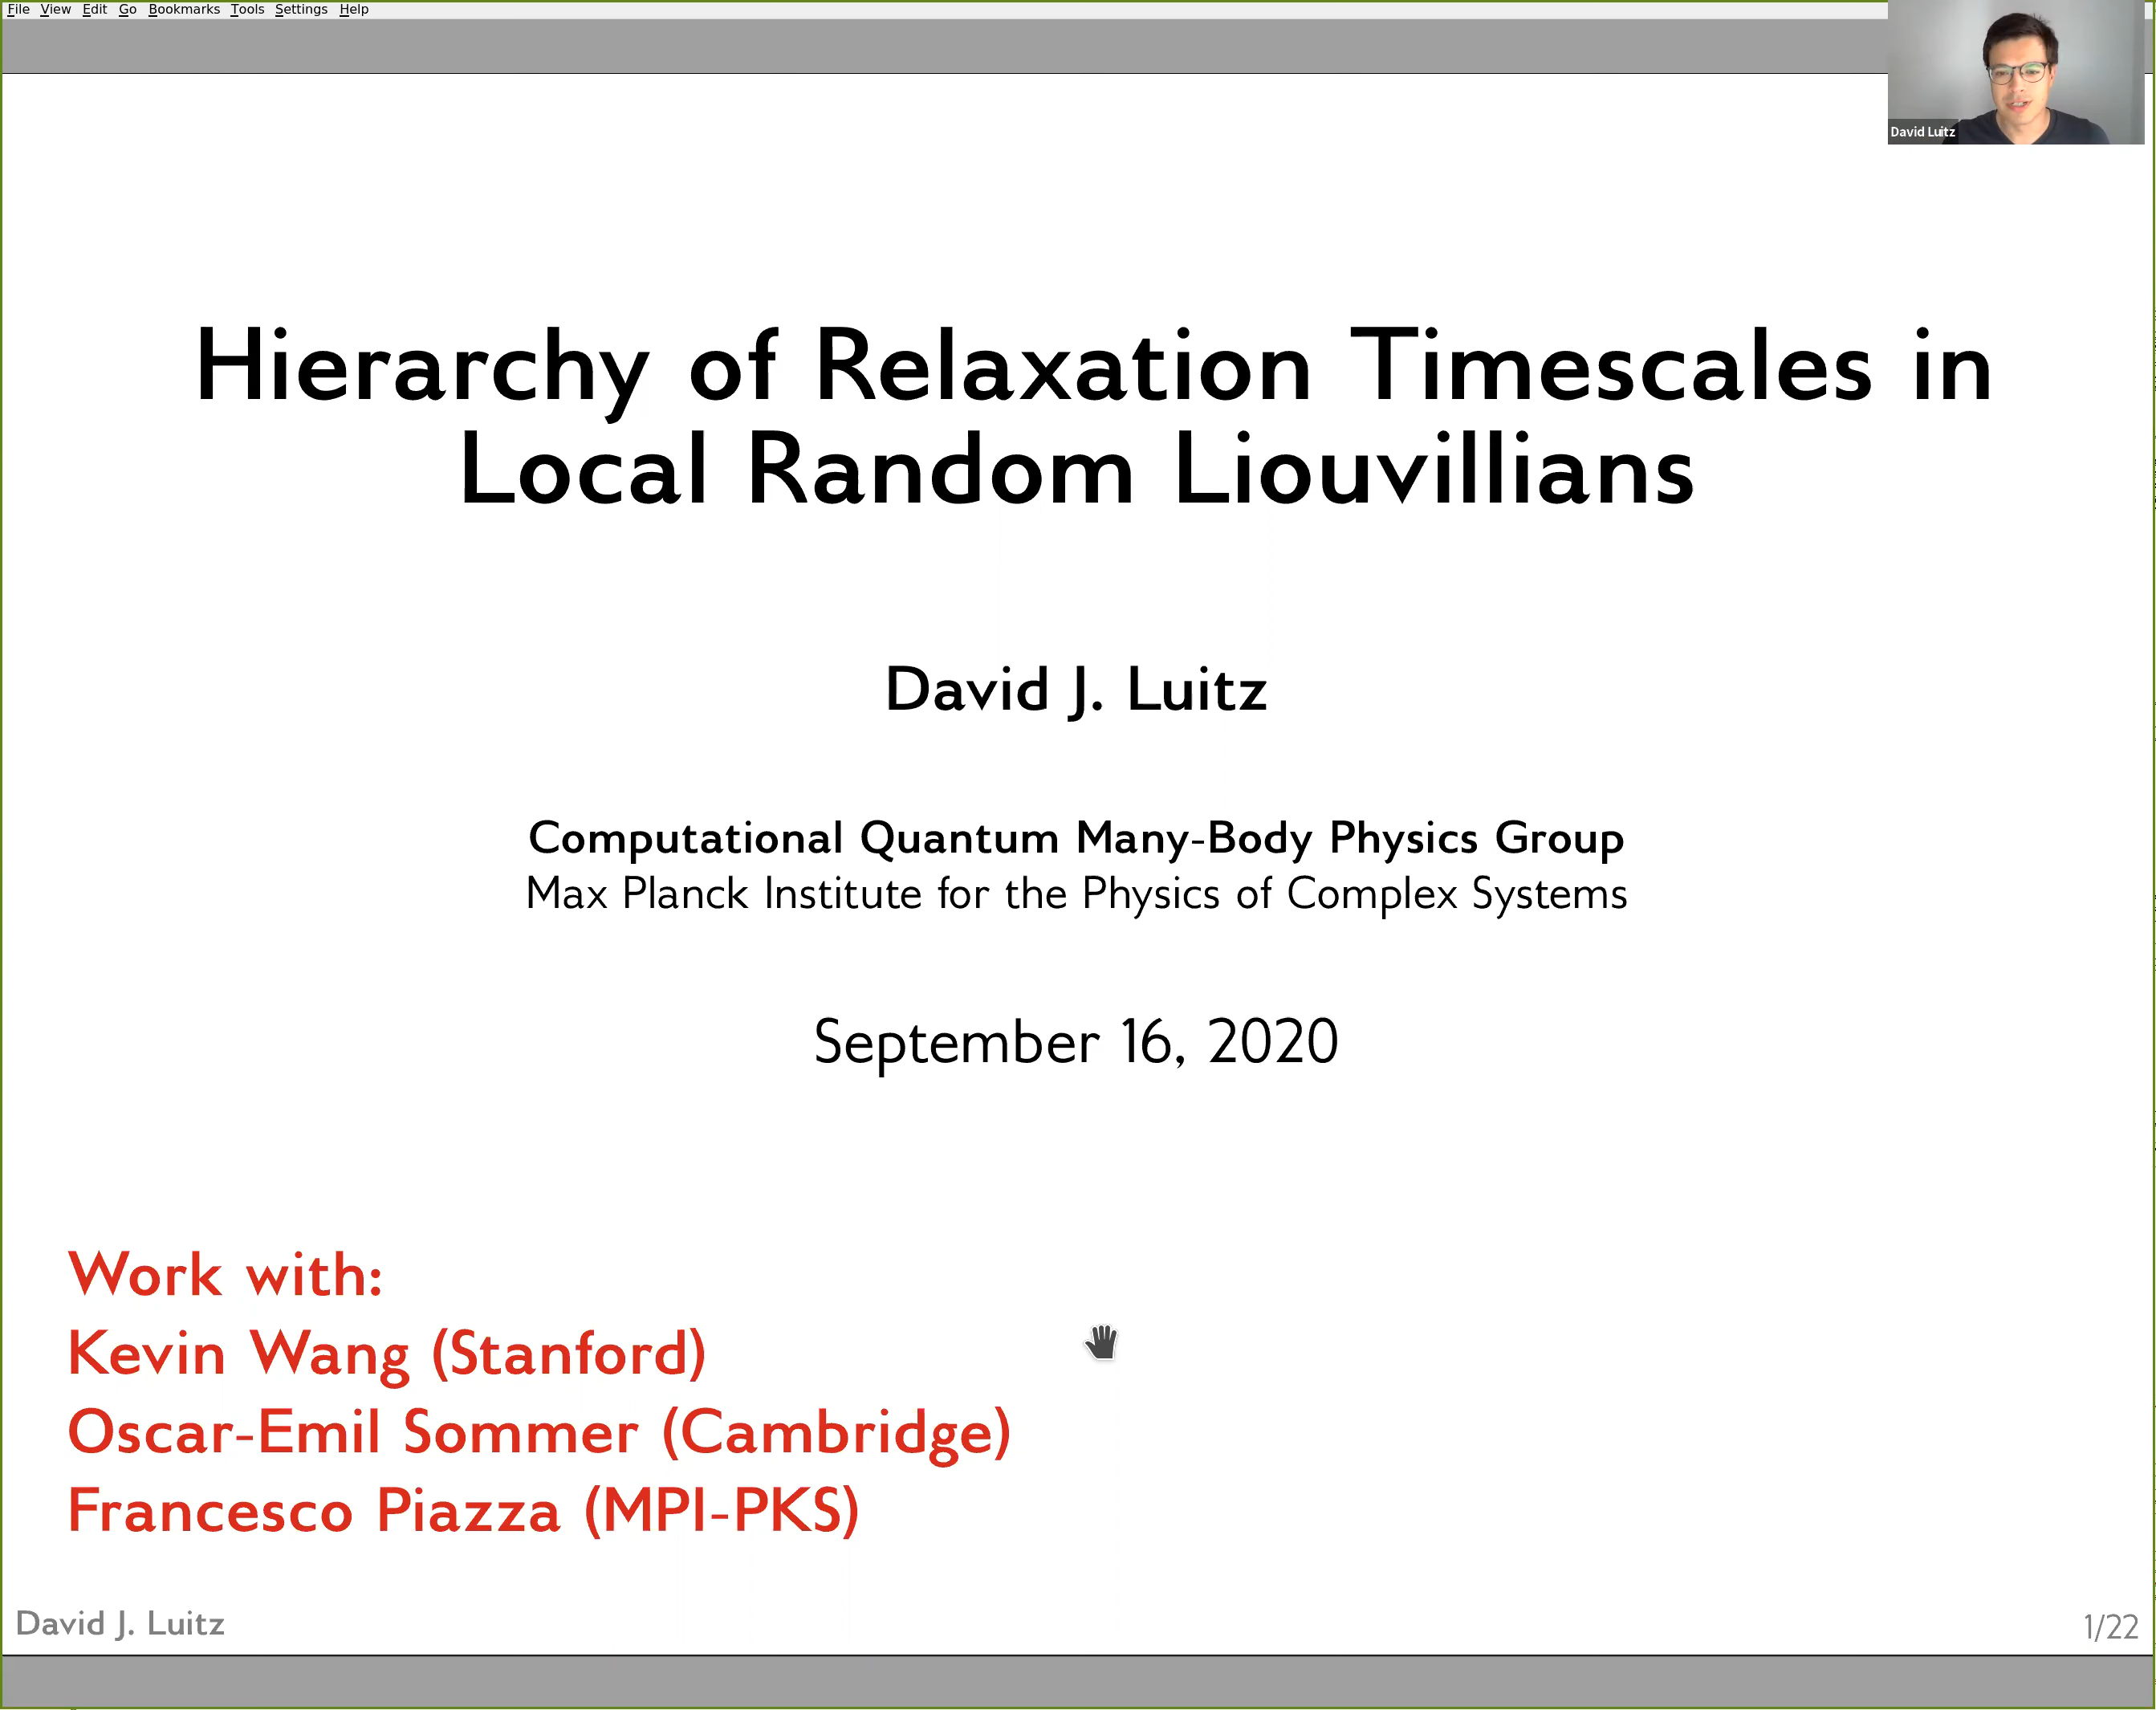 File View Edit Go Bookmarks Tools Settings Help
David Luitz
Hierarchy of Relaxation Timescales in
Local Random Liouvillians
David J. Luitz
Computational Quantum Many-Body Physics Group
Max Planck Institute for the Physics of Complex Systems
September 16, 2020
Work with:
Kevin Wang (Stanford)
Oscar-Emil Sommer (Cambridge)
Francesco Piazza (MPI-PKS)
David J. Luitz
1/22